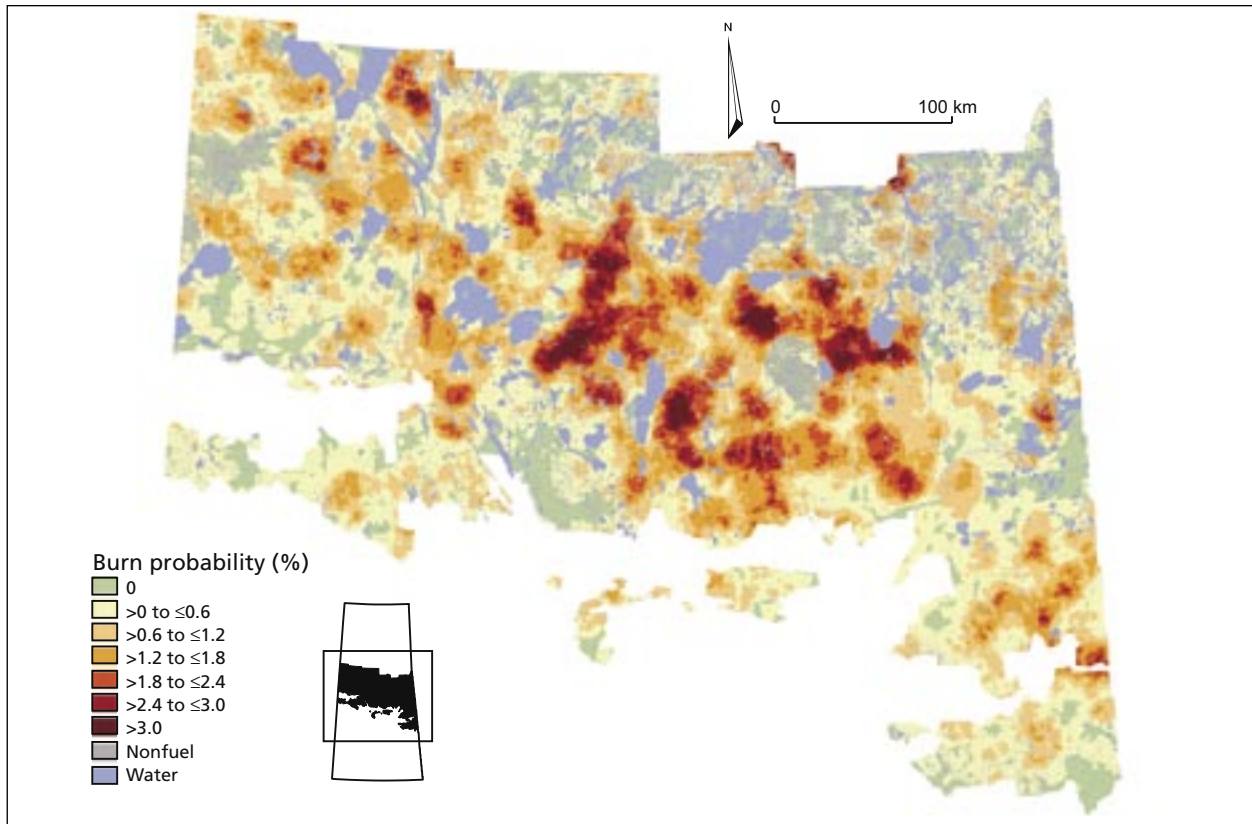 N
0 100 km
Burn probability (%)
0
>0 to ≤0.6
>0.6 to ≤1.2
>1.2 to ≤1.8
>1.8 to ≤2.4
>2.4 to ≤3.0
>3.0
Nonfuel
Water